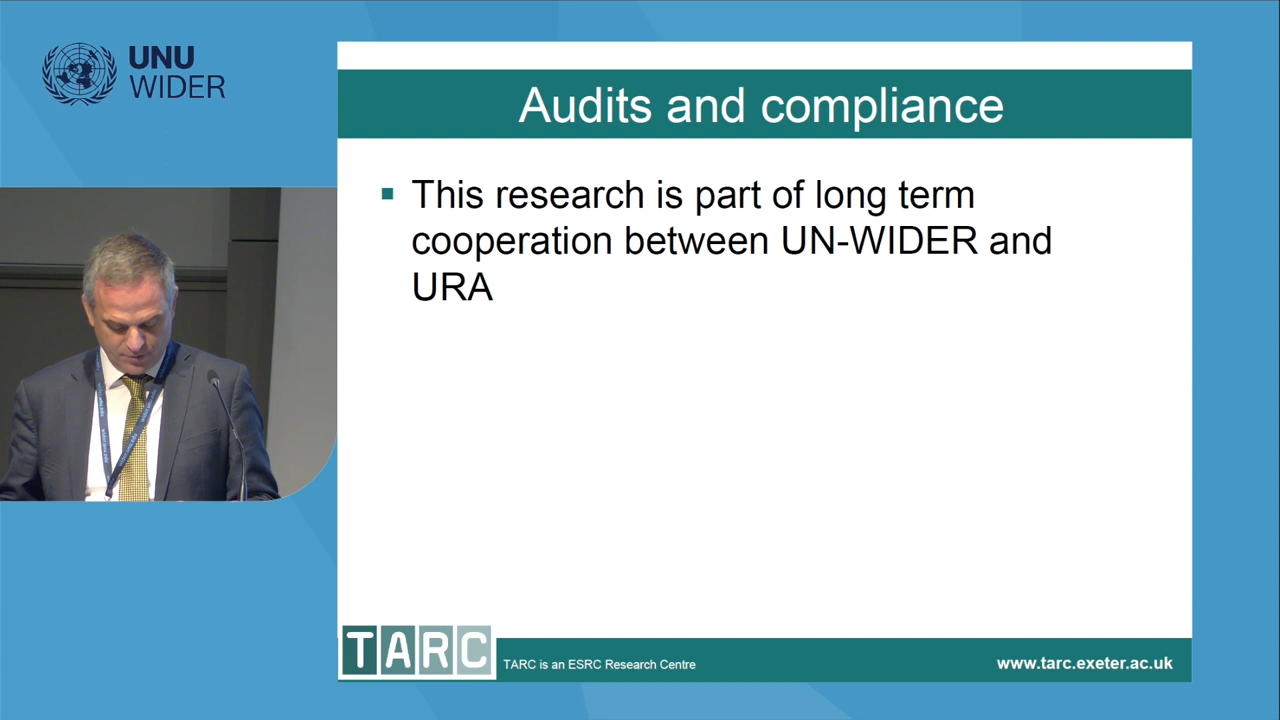 UNU
WIDER
Audits and compliance
This research is part of long term
cooperation between UN-WIDER and
URA
TARC
TARC is an ESRC Research Centre
www.tarc.exeter.ac.uk